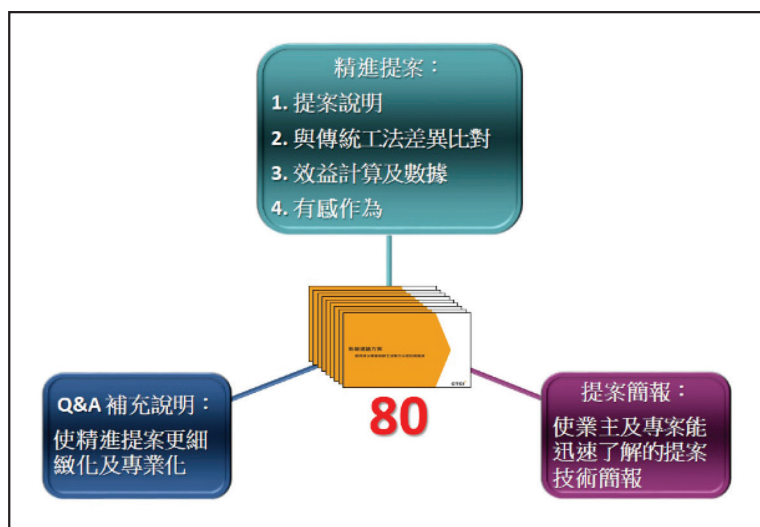 精進提案：
1. 提案說明
2. 與傳統工法差異比對
3. 效益計算及數據
4. 有感作為
80
Q&A 補充說明：
使精進提案更細
緻化及專業化
提案簡報：
使業主及專案能
迅速了解的提案
技術簡報